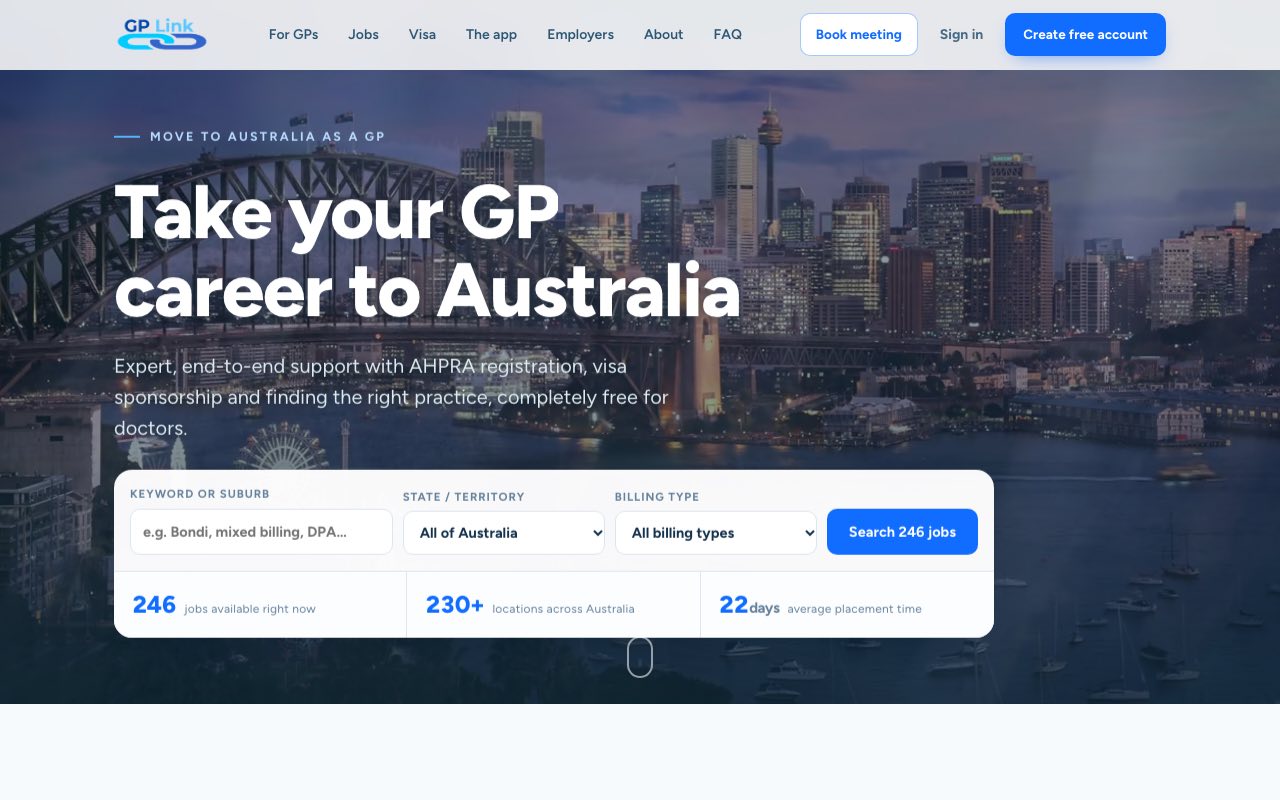 GP Link
For GPs
Jobs
Visa
The app
Employers
About
FAQ
Book meeting
Sign in
Create free account
MOVE TO AUSTRALIA AS A GP
Take your GP
career to Australia
Expert, end-to-end support with AHPRA registration, visa
sponsorship and finding the right practice, completely free for
doctors.
KEYWORD OR SUBURB
STATE / TERRITORY
BILLING TYPE
e.g. Bondi, mixed billing, DPA...
All of Australia
All billing types
Search 246 jobs
246 jobs available right now
230+ locations across Australia
22days average placement time